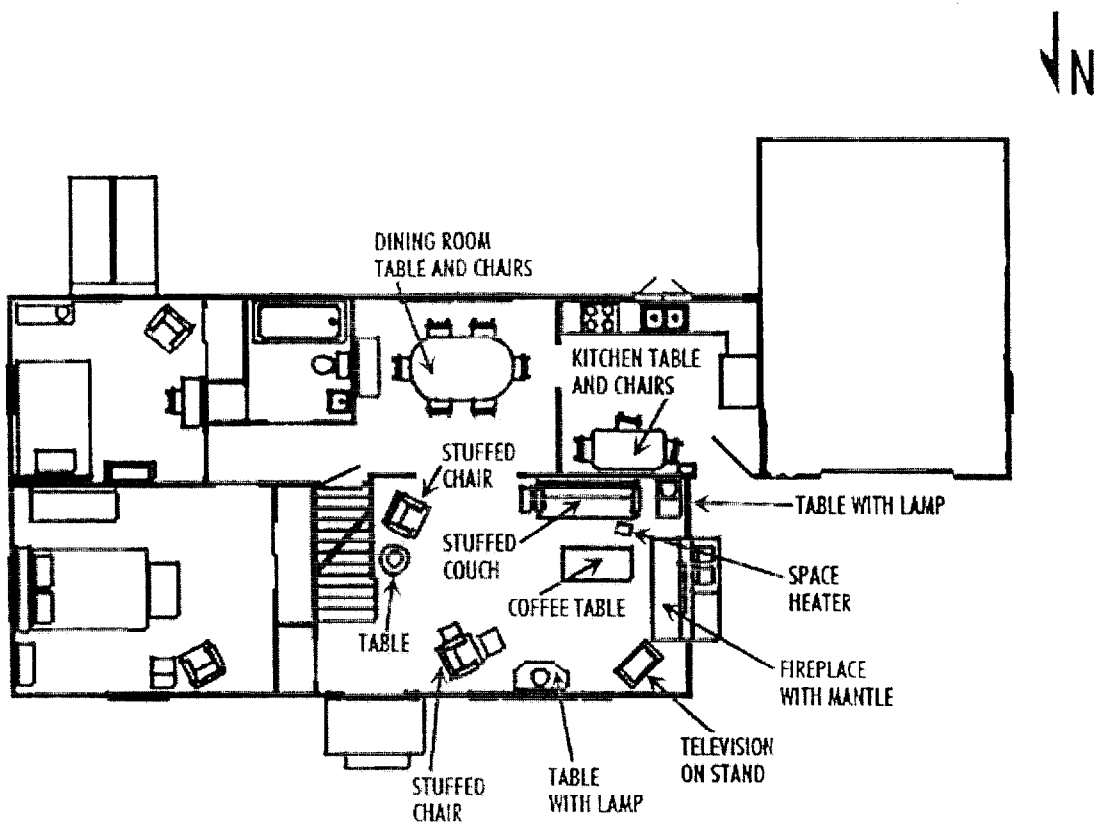 N
DINING ROOM
TABLE AND CHAIRS
KITCHEN TABLE
AND CHAIRS
STUFFED
CHAIR
TABLE WITH LAMP
STUFFED
COUCH
SPACE
HEATER
COFFEE TABLE
TABLE
FIREPLACE
WITH MANTLE
TELEVISION
ON STAND
STUFFED
CHAIR
TABLE
WITH LAMP